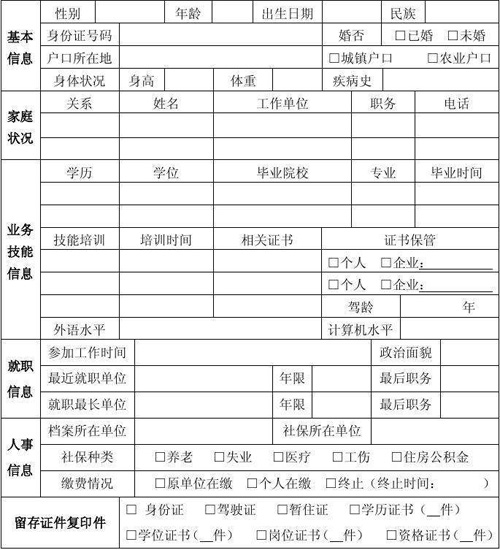 基本信息
性别 年龄 出生日期 民族
身份证号码 婚否 □已婚 □未婚
户口所在地 □城镇户口 □农业户口
身体状况 身高 体重 疾病史
家庭状况
关系 姓名 工作单位 职务 电话
业务技能信息
学历 学位 毕业院校 专业 毕业时间
技能培训 培训时间 相关证书 证书保管
□个人 □企业:
□个人 □企业:
驾龄 年
外语水平 计算机水平
就职信息
参加工作时间 政治面貌
最近就职单位 年限 最后职务
就职最长单位 年限 最后职务
人事信息
档案所在单位 社保所在单位
社保种类 □养老 □失业 □医疗 □工伤 □住房公积金
缴费情况 □原单位在缴 □个人在缴 □终止(终止时间: )
留存证件复印件
□ 身份证 □驾驶证 □暂住证 □学历证书(__件)
□学位证书(__件) □岗位证书(__件) □资格证书(__件)